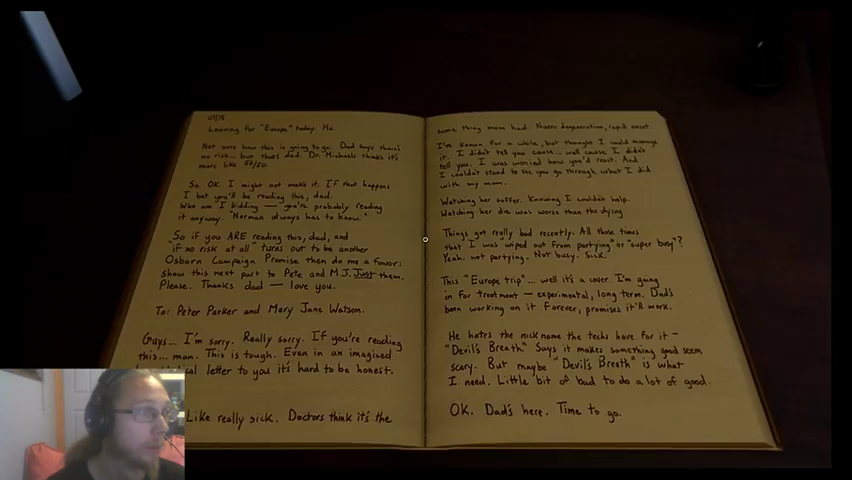 Leaving for "Europe" today. Ha.
Not sure how this is going to go. Dad says there's
no risk... but that's dad. Dr. Michaels thinks it's
more like 50/50.
So. OK. I might not make it. If that happens
I bet you'll be reading this, dad.
Who am I kidding — you're probably reading
it anyway. "Norman always has to know."
So if you ARE reading this, dad, and
"if no risk at all" turns out to be another
Osborn Campaign Promise then do me a favor:
show this next part to Pete and MJ. Just them.
Please. Thanks dad — love you.
To: Peter Parker and Mary Jane Watson.
Guys... I'm sorry. Really sorry. If you're reading
this... man. This is tough. Even in an imagined
letter to you it's hard to be honest.
Like really sick. Doctors think it's the
same thing mom had. Neuro degeneration, rapid onset.
I've known for a while, but thought I could manage
it. I didn't tell you cause... well cause I didn't
tell you. I was worried how you'd react. And
I couldn't stand to see you go through what I did
with my mom.
Watching her suffer. Knowing I couldn't help.
Watching her die was worse than the dying
Things got really bad recently. All those times
that I was wiped out from partying" or "super busy"?
Yeah. not partying. Not busy. Sick.
This "Europe trip"... well it's a cover. I'm going
in for treatment — experimental, long term. Dad's
been working on it forever, promises it'll work.
He hates the nickname the techs have for it —
"Devil's Breath" Says it makes something good seem
scary. But maybe "Devil's Breath" is what
I need. Little bit of bad to do a lot of good.
OK. Dad's here. Time to go.